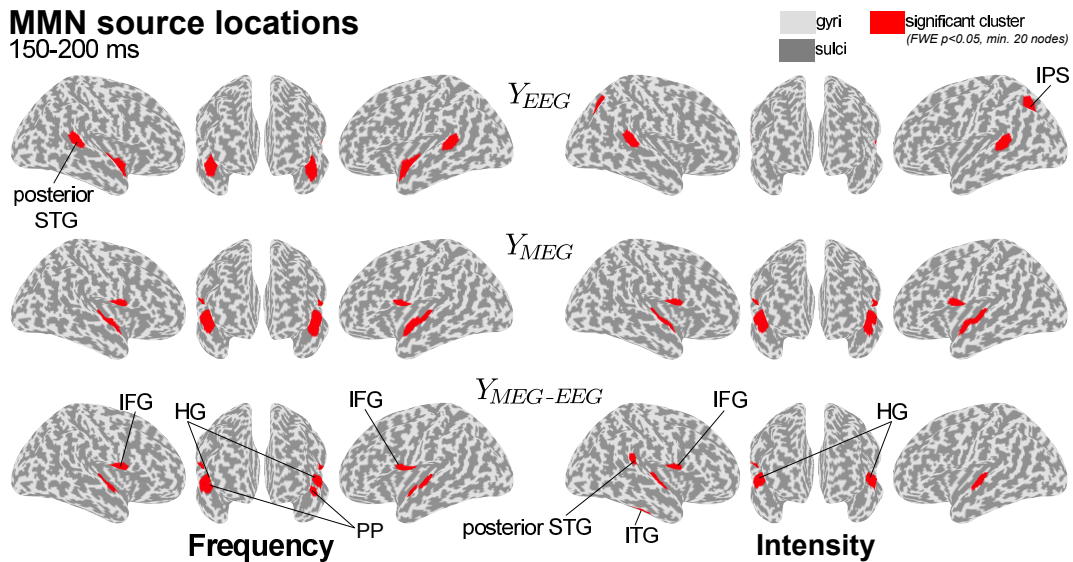 MMN source locations
150-200 ms
gyri
sulci
significant cluster
(FWE p<0.05, min. 20 nodes)
Y_EEG
IPS
posterior
STG
Y_MEG
Y_MEG-EEG
IFG
HG
IFG
PP
IFG
HG
posterior STG
ITG
Frequency
Intensity